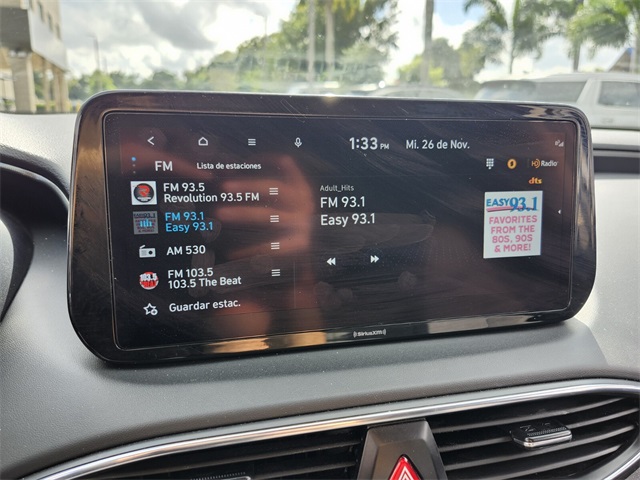 1:33 PM
Mi. 26 de Nov.
FM
Lista de estaciones
HD Radio
dts
FM 93.5
Revolution 93.5 FM
FM 93.1
Easy 93.1
AM 530
FM 103.5
103.5 The Beat
Guardar estac.
Adult_Hits
FM 93.1
Easy 93.1
EASY 93.1
FAVORITES
FROM THE
80S, 90S
& MORE!
((SiriusXM))